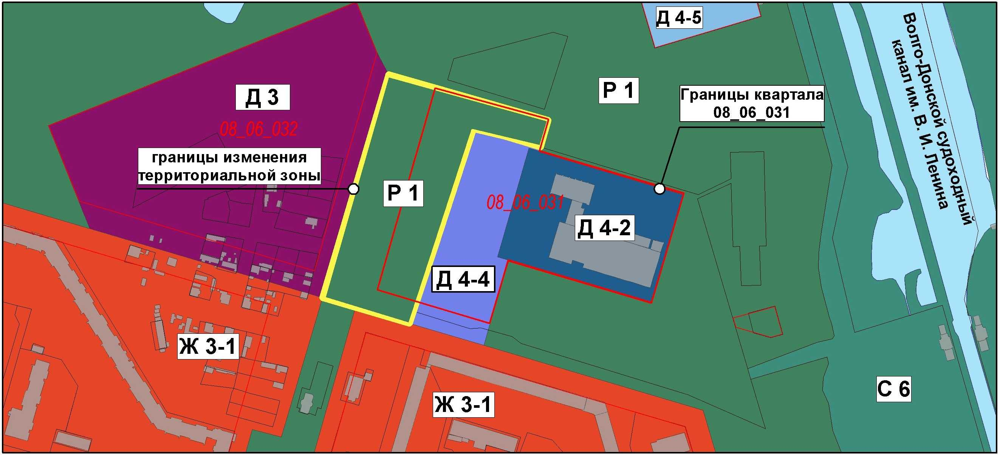 Д 4-5
Волго-Донской судоходный
канал им. В. И. Ленина
Р 1
Д 3
Границы квартала
08_06_031
08_06_032
границы изменения
территориальной зоны
Р 1
08_06_031
Д 4-2
Д 4-4
Ж 3-1
С 6
Ж 3-1